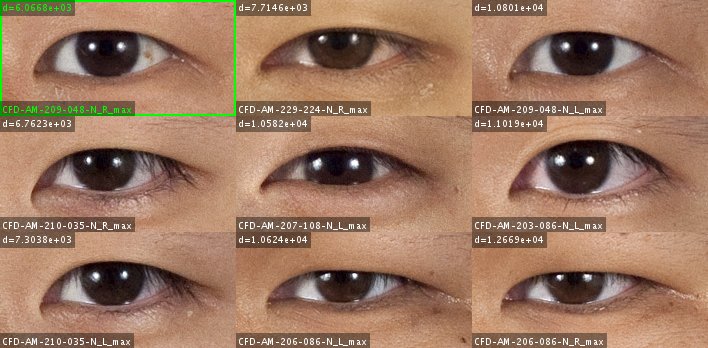 d=6.0668e+03
CFD-AM-209-048-N_R_max
d=7.7146e+03
CFD-AM-229-224-N_R_max
d=1.0801e+04
CFD-AM-209-048-N_L_max
d=6.7623e+03
CFD-AM-210-035-N_R_max
d=1.0582e+04
CFD-AM-207-108-N_L_max
d=1.1019e+04
CFD-AM-203-086-N_L_max
d=7.3038e+03
CFD-AM-210-035-N_L_max
d=1.0624e+04
CFD-AM-206-086-N_L_max
d=1.2669e+04
CFD-AM-206-086-N_R_max